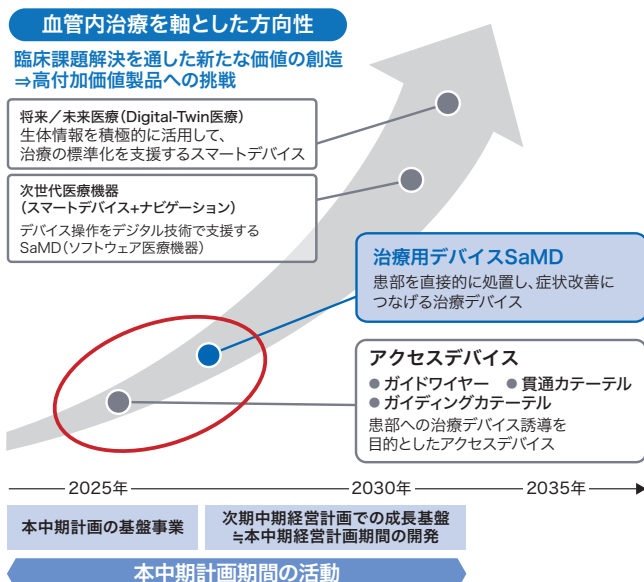 血管内治療を軸とした方向性
臨床課題解決を通した新たな価値の創造
⇒高付加価値製品への挑戦
将来／未来医療（Digital-Twin医療）
生体情報を積極的に活用して、
治療の標準化を支援するスマートデバイス
次世代医療機器
（スマートデバイス+ナビゲーション）
デバイス操作をデジタル技術で支援する
SaMD（ソフトウェア医療機器）
治療用デバイスSaMD
患部を直接的に処置し、症状改善に
つなげる治療デバイス
アクセスデバイス
●ガイドワイヤー ●貫通カテーテル
●ガイディングカテーテル
患部への治療デバイス誘導を
目的としたアクセスデバイス
2025年 2030年 2035年
本中期計画の基盤事業
次期中期経営計画での成長基盤
≒本中期経営計画期間の開発
本中期計画期間の活動